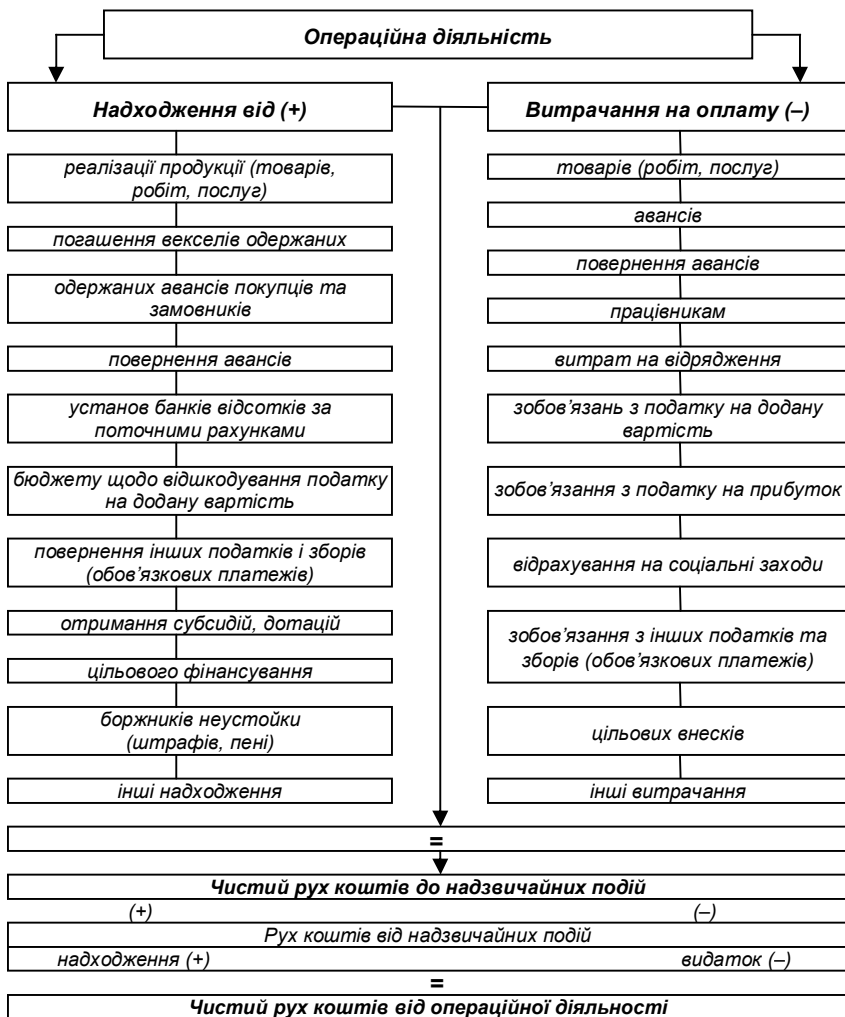 Операційна діяльність
Надходження від (+)
реалізації продукції (товарів,
робіт, послуг)
погашення векселів одержаних
одержаних авансів покупців та
замовників
повернення авансів
установ банків відсотків за
поточними рахунками
бюджету щодо відшкодування податку
на додану вартість
повернення інших податків і зборів
(обов’язкових платежів)
отримання субсидій, дотацій
цільового фінансування
боржників неустойки
(штрафів, пені)
інші надходження
Витрачання на оплату (–)
товарів (робіт, послуг)
авансів
повернення авансів
працівникам
витрат на відрядження
зобов’язань з податку на додану
вартість
зобов’язання з податку на прибуток
відрахування на соціальні заходи
зобов’язання з інших податків та
зборів (обов’язкових платежів)
цільових внесків
інші витрачання
=
Чистий рух коштів до надзвичайних подій
(+) (–)
Рух коштів від надзвичайних подій
надходження (+) видаток (–)
=
Чистий рух коштів від операційної діяльності